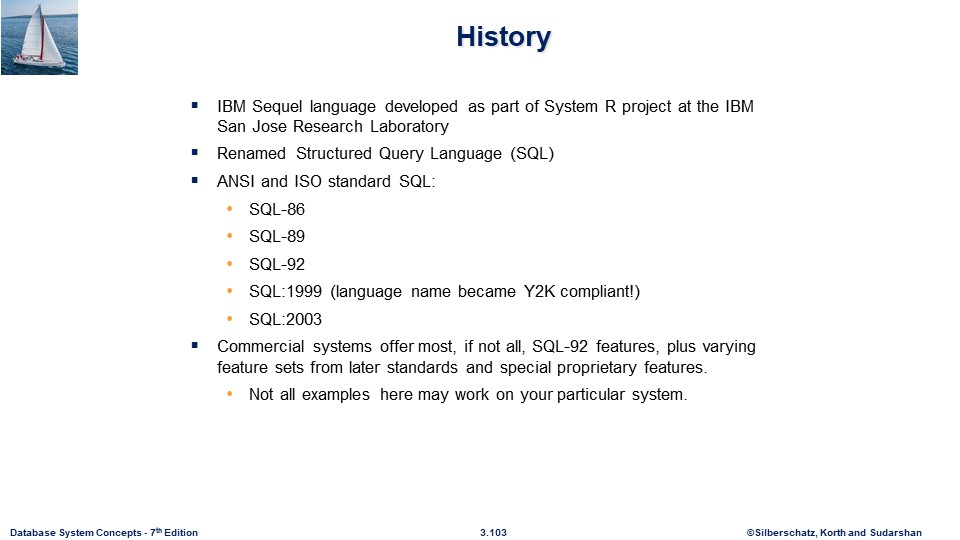 History
▪ IBM Sequel language developed as part of System R project at the IBM
San Jose Research Laboratory
▪ Renamed Structured Query Language (SQL)
▪ ANSI and ISO standard SQL:
• SQL-86
• SQL-89
• SQL-92
• SQL:1999 (language name became Y2K compliant!)
• SQL:2003
▪ Commercial systems offer most, if not all, SQL-92 features, plus varying
feature sets from later standards and special proprietary features.
• Not all examples here may work on your particular system.
Database System Concepts - 7th Edition 3.103 ©Silberschatz, Korth and Sudarshan